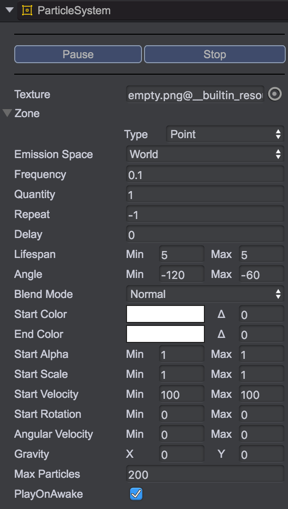 ParticleSystem
Pause Stop
Texture empty.png@__builtin_resou
Zone
Type Point
Emission Space World
Frequency 0.1
Quantity 1
Repeat -1
Delay 0
Lifespan Min 5 Max 5
Angle Min -120 Max -60
Blend Mode Normal
Start Color Δ 0
End Color Δ 0
Start Alpha Min 1 Max 1
Start Scale Min 1 Max 1
Start Velocity Min 100 Max 100
Start Rotation Min 0 Max 0
Angular Velocity Min 0 Max 0
Gravity X 0 Y 0
Max Particles 200
PlayOnAwake